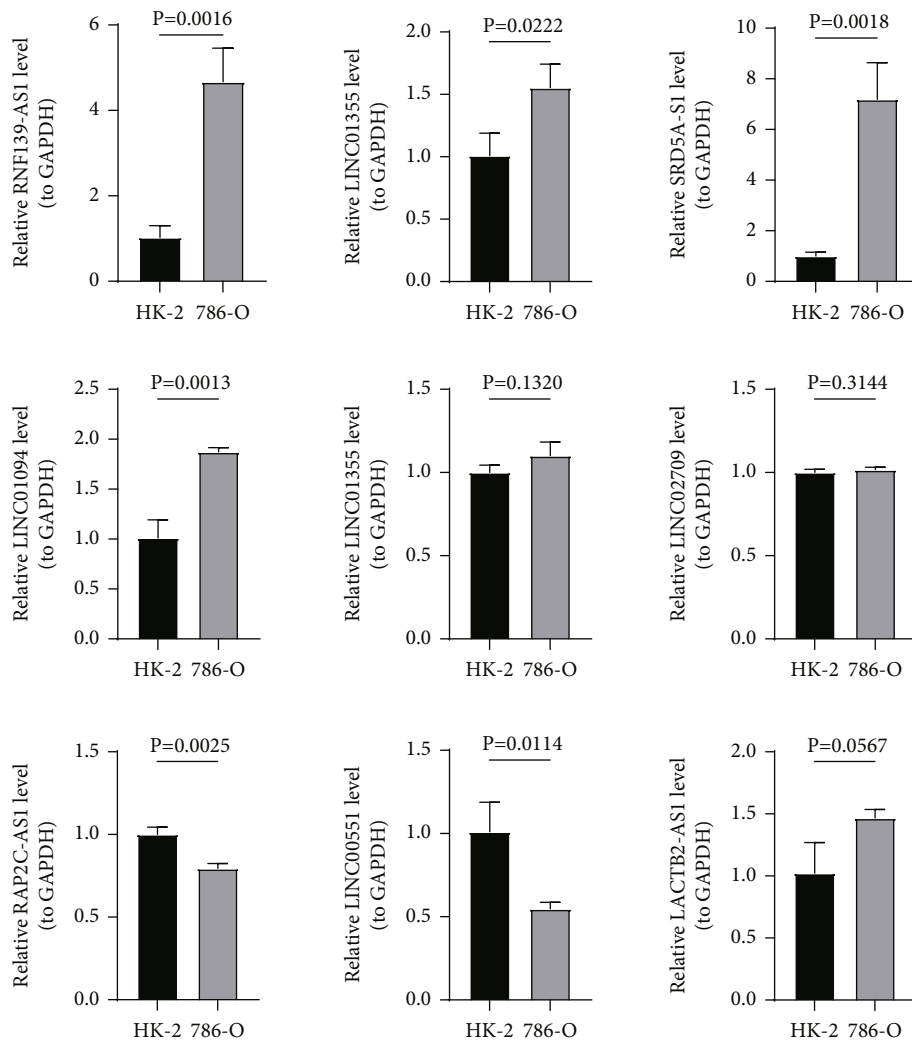 Relative RNF139-AS1 level
(to GAPDH)
P=0.0016
6
4
2
0
HK-2 786-O
Relative LINC01355 level
(to GAPDH)
P=0.0222
2.0
1.5
1.0
0.5
0.0
HK-2 786-O
Relative SRD5A-S1 level
(to GAPDH)
P=0.0018
10
8
6
4
2
0
HK-2 786-O
Relative LINC01094 level
(to GAPDH)
P=0.0013
2.5
2.0
1.5
1.0
0.5
0.0
HK-2 786-O
Relative LINC01355 level
(to GAPDH)
P=0.1320
1.5
1.0
0.5
0.0
HK-2 786-O
Relative LINC02709 level
(to GAPDH)
P=0.3144
1.5
1.0
0.5
0.0
HK-2 786-O
Relative RAP2C-AS1 level
(to GAPDH)
P=0.0025
1.5
1.0
0.5
0.0
HK-2 786-O
Relative LINC00551 level
(to GAPDH)
P=0.0114
1.5
1.0
0.5
0.0
HK-2 786-O
Relative LACTB2-AS1 level
(to GAPDH)
P=0.0567
2.0
1.5
1.0
0.5
0.0
HK-2 786-O